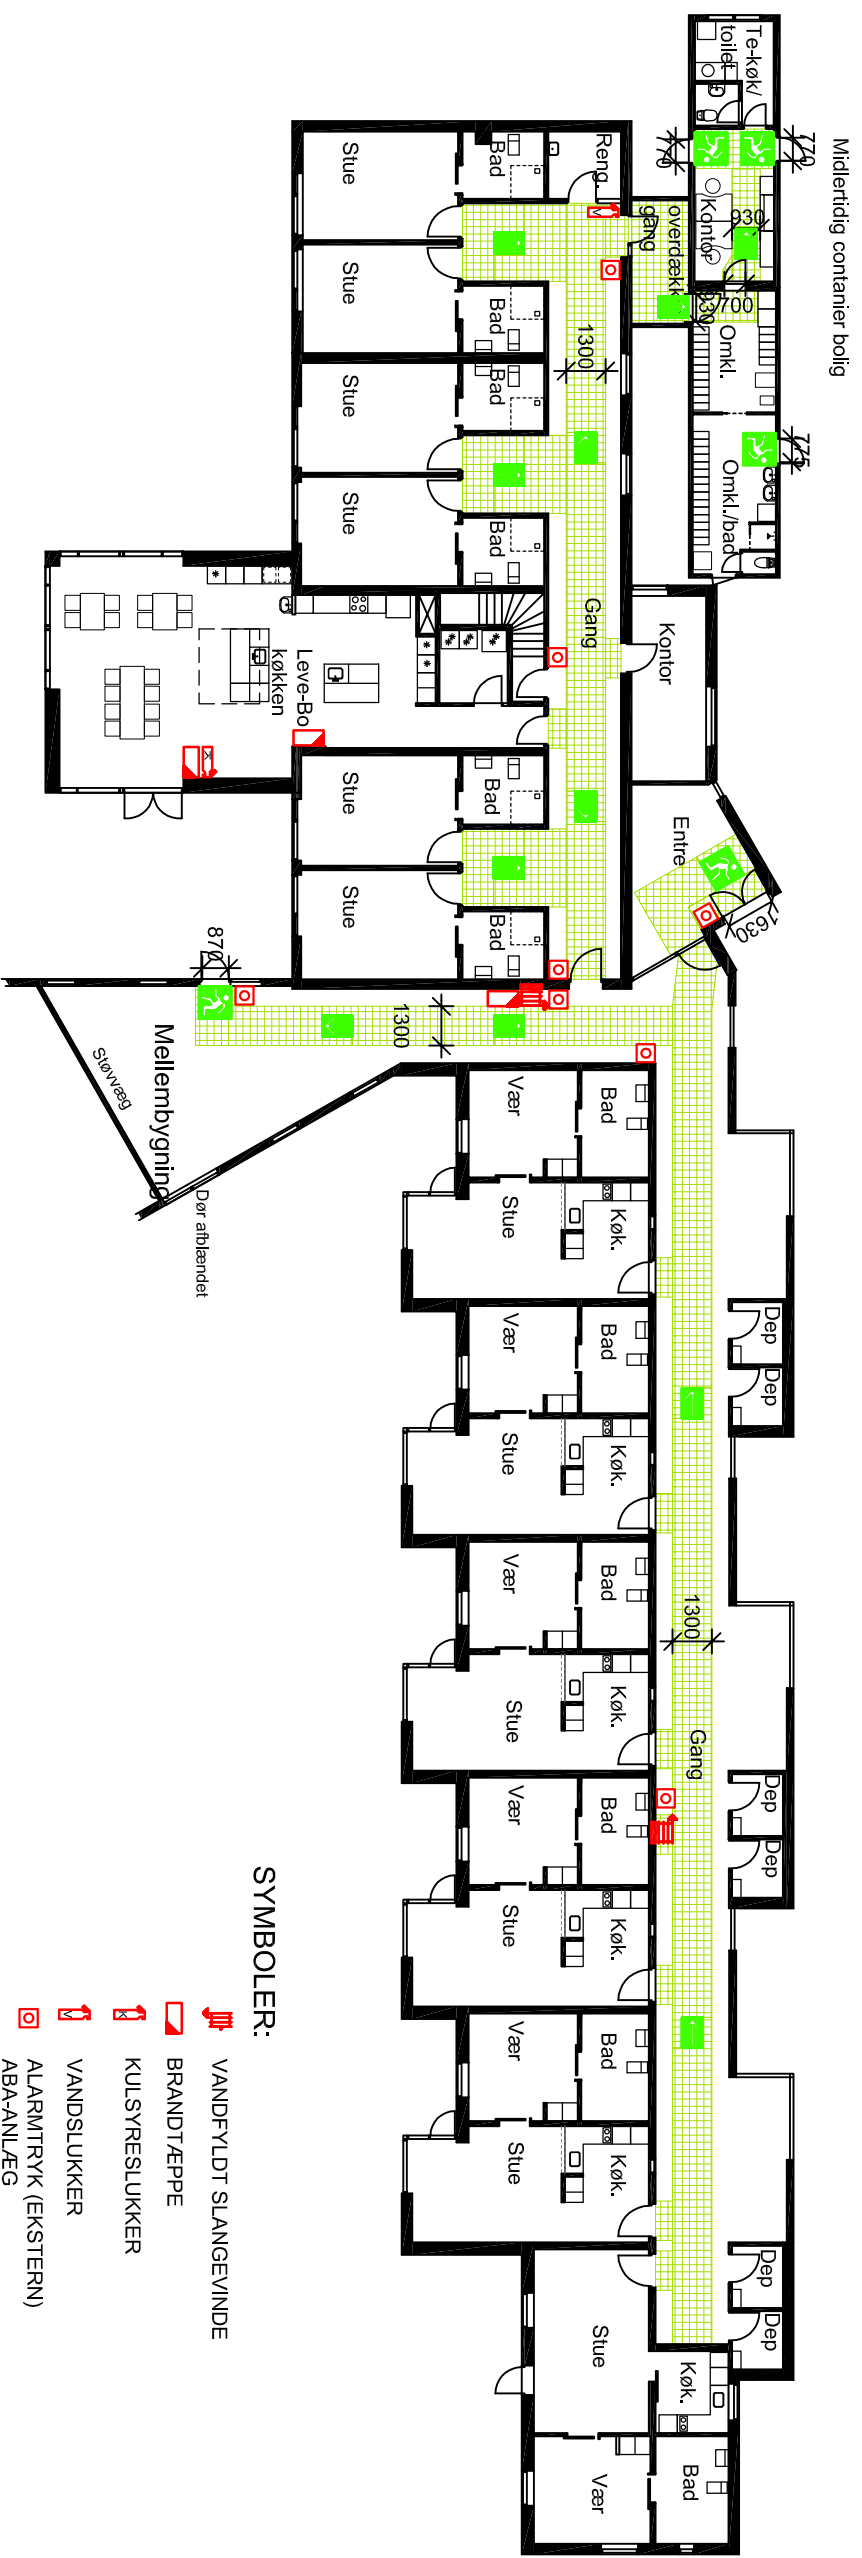 Midlertidig contanier bolig
Te-køk/
toilet
770
770
Kontor
930
overdækk
gang
700
930
Omkl.
775
Omkl./bad
Reng.
Bad
Stue
Stue
Bad
1300
Bad
Stue
Stue
Bad
Gang
Kontor
Leve-Bo
køkken
Entre
1630
Bad
Stue
Stue
Bad
870
1300
Mellembygning
Støvvæg
Dør afblændet
Vær
Bad
Stue
Køk.
Dep
Dep
Vær
Bad
Stue
Køk.
Vær
Bad
1300
Stue
Køk.
Gang
Dep
Dep
Vær
Bad
Stue
Køk.
Vær
Bad
Stue
Køk.
Dep
Dep
Stue
Køk.
Vær
Bad
SYMBOLER:
VANDFYLDT SLANGEVINDE
BRANDTÆPPE
K
KULSYRESLUKKER
V
VANDSLUKKER
ALARMTRYK (EKSTERN)
ABA-ANLÆG